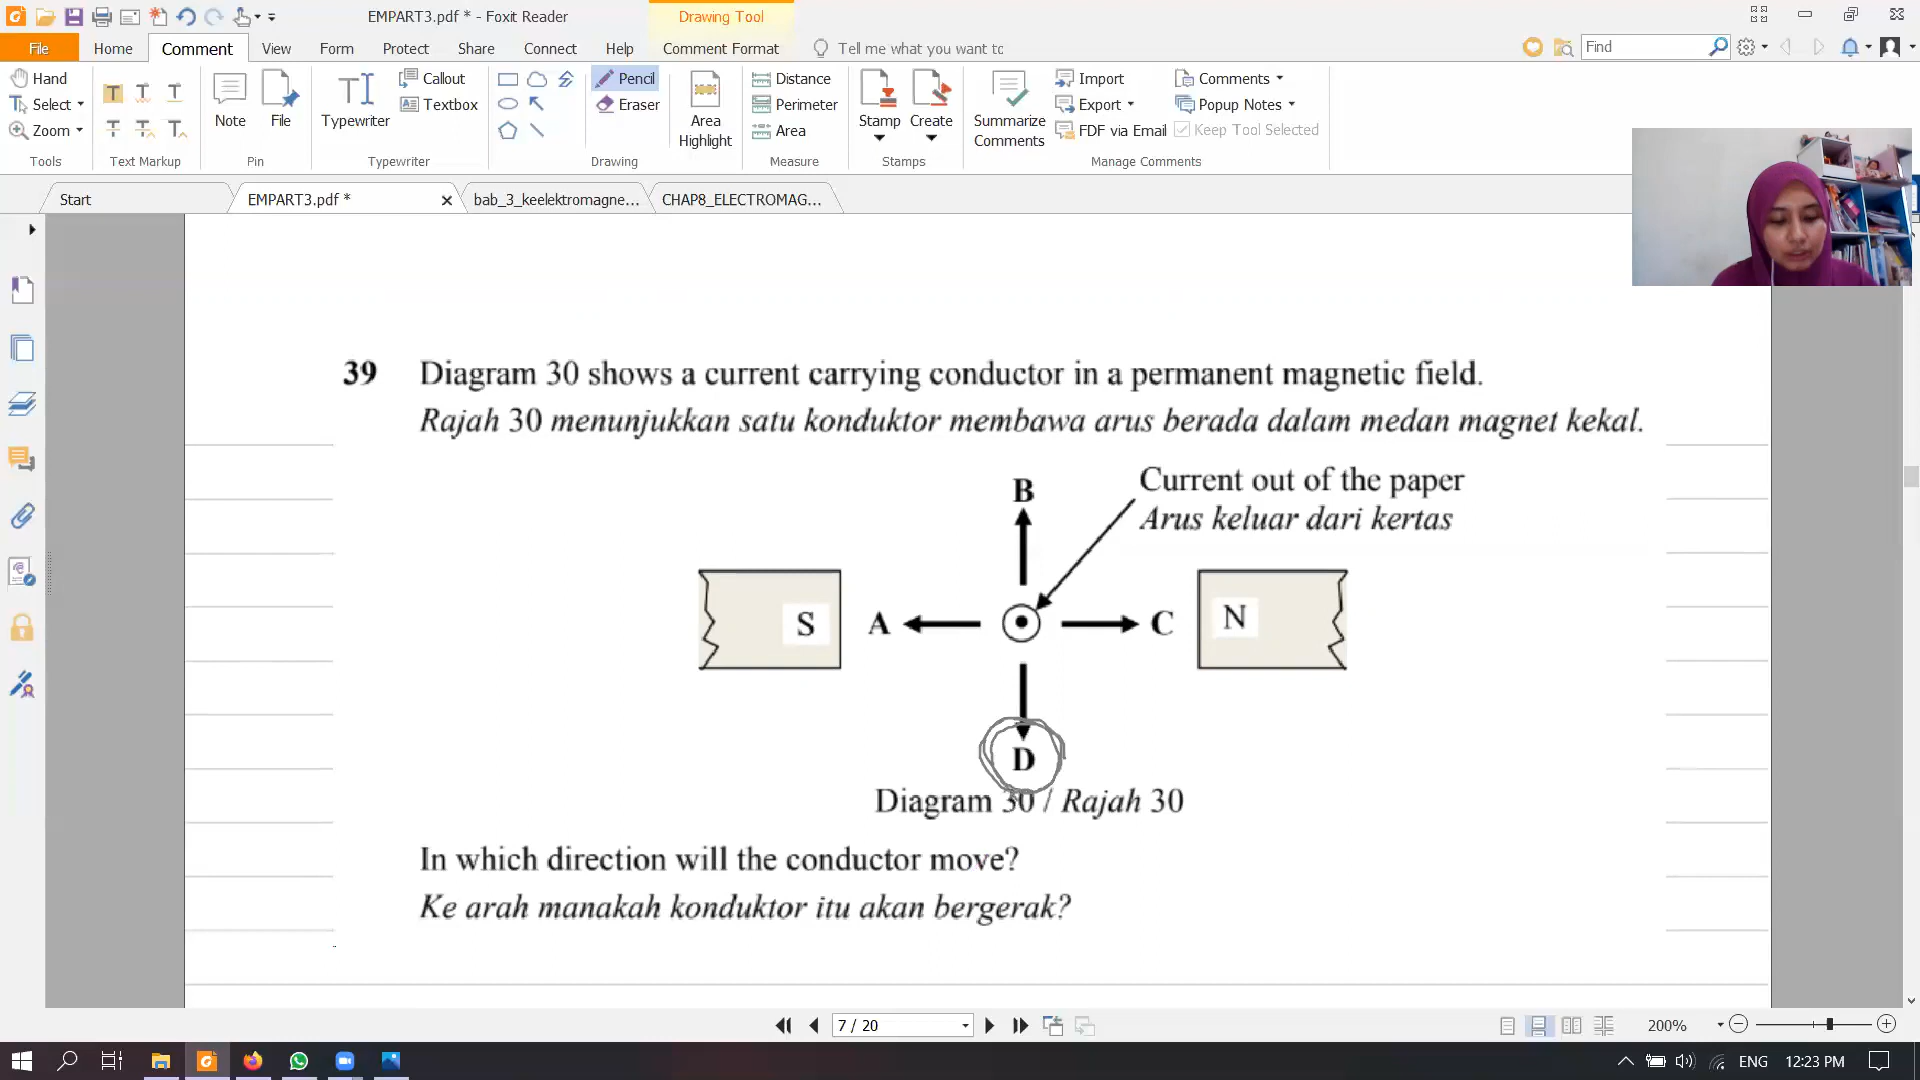 EMPART3.pdf * - Foxit Reader
Drawing Tool
File
Home
Comment
View
Form
Protect
Share
Connect
Help
Comment Format
Tell me what you want to
Find
Hand
Select
Zoom
Tools
Text Markup
Note
File
Pin
Typewriter
Callout
Textbox
Typewriter
Pencil
Eraser
Drawing
Area
Highlight
Distance
Perimeter
Area
Measure
Stamp
Create
Stamps
Summarize
Comments
Import
Export
FDF via Email
Comments
Popup Notes
Keep Tool Selected
Manage Comments
Start
EMPART3.pdf *
bab_3_keelektromagne...
CHAP8_ELECTROMAG...
39 Diagram 30 shows a current carrying conductor in a permanent magnetic field.
Rajah 30 menunjukkan satu konduktor membawa arus berada dalam medan magnet kekal.
B
Current out of the paper
Arus keluar dari kertas
S
A
C
N
D
Diagram 30 / Rajah 30
In which direction will the conductor move?
Ke arah manakah konduktor itu akan bergerak?
7 / 20
200%
ENG
12:23 PM